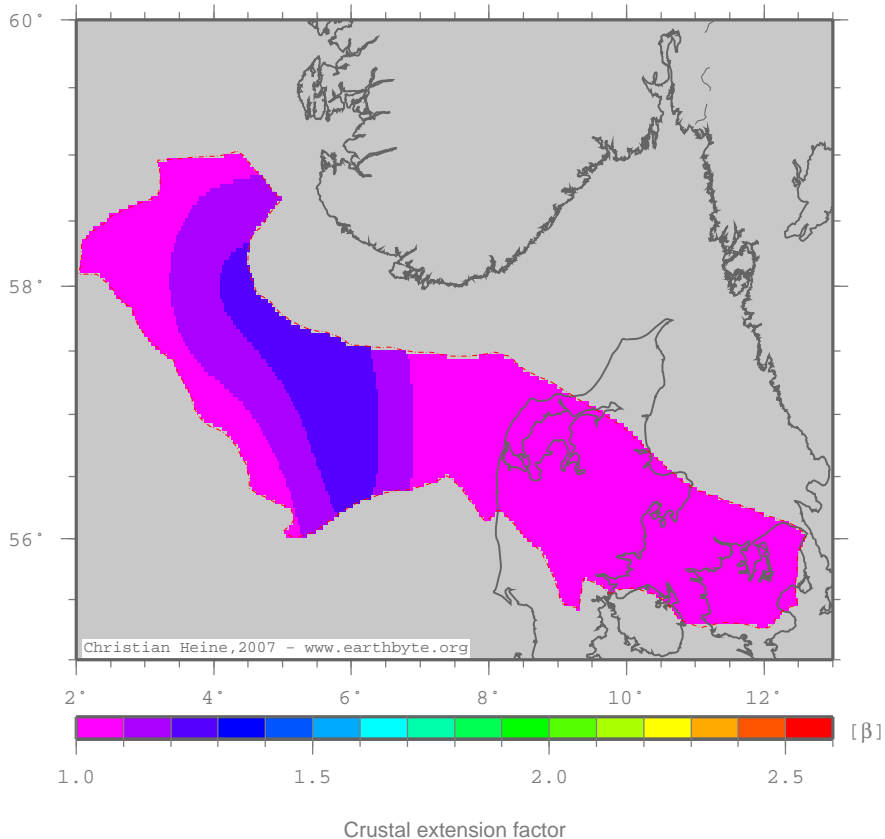 60°
58°
56°
Christian Heine,2007 - www.earthbyte.org
2° 4° 6° 8° 10° 12°
[β]
1.0 1.5 2.0 2.5
Crustal extension factor